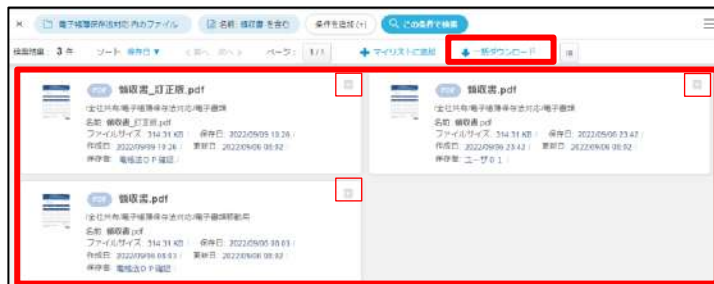 × 電子帳簿保存法対応 内のファイル 名前: 領収書 を含む 条件を追加(+) この条件で検索
検索結果: 3 件 ソート: 保存日▼ <前へ 次へ> ページ: 1/1 マイリストに追加 一括ダウンロード
PDF 領収書_訂正版.pdf
/全社共有/電子帳簿保存法対応/電子書類
名前: 領収書_訂正版.pdf
ファイルサイズ: 314.31 KB 保存日: 2022/09/09 10:26
作成日: 2022/09/09 10:26 更新日: 2022/09/06 08:02
保存者: 電帳法OP確認
PDF 領収書.pdf
/全社共有/電子帳簿保存法対応/電子書類
名前: 領収書.pdf
ファイルサイズ: 314.31 KB 保存日: 2022/09/06 23:42
作成日: 2022/09/06 23:42 更新日: 2022/09/06 08:02
保存者: ユーザ01
PDF 領収書.pdf
/全社共有/電子帳簿保存法対応/電子書類
名前: 領収書.pdf
ファイルサイズ: 314.31 KB 保存日: 2022/09/06 08:03
作成日: 2022/09/06 08:03 更新日: 2022/09/06 08:02
保存者: 電帳法OP確認